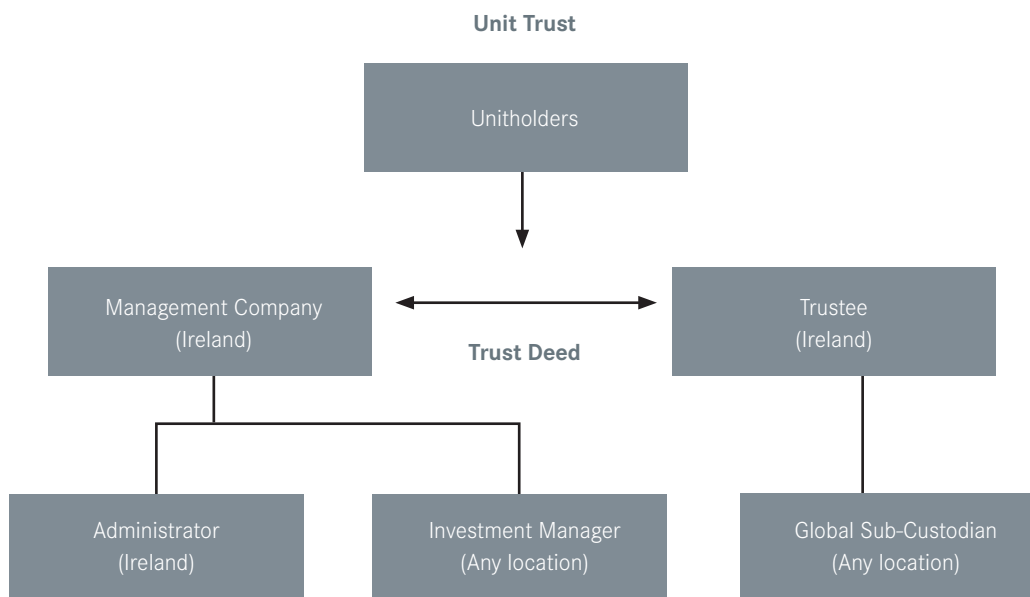 Unit Trust
Unitholders
Management Company
(Ireland)
Trust Deed
Trustee
(Ireland)
Administrator
(Ireland)
Investment Manager
(Any location)
Global Sub-Custodian
(Any location)